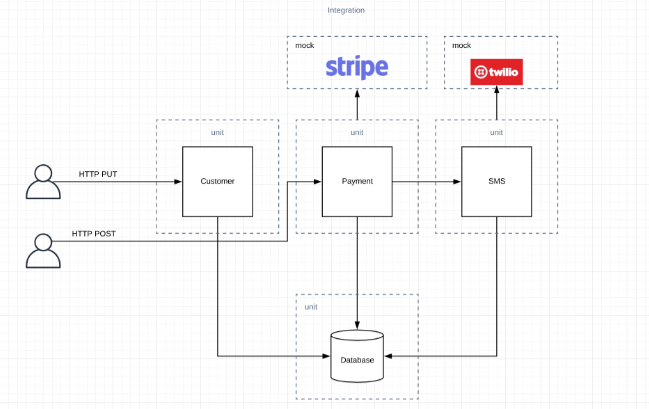 Integration
mock
stripe
mock
twilio
unit
unit
unit
HTTP PUT
Customer
Payment
SMS
HTTP POST
unit
Database